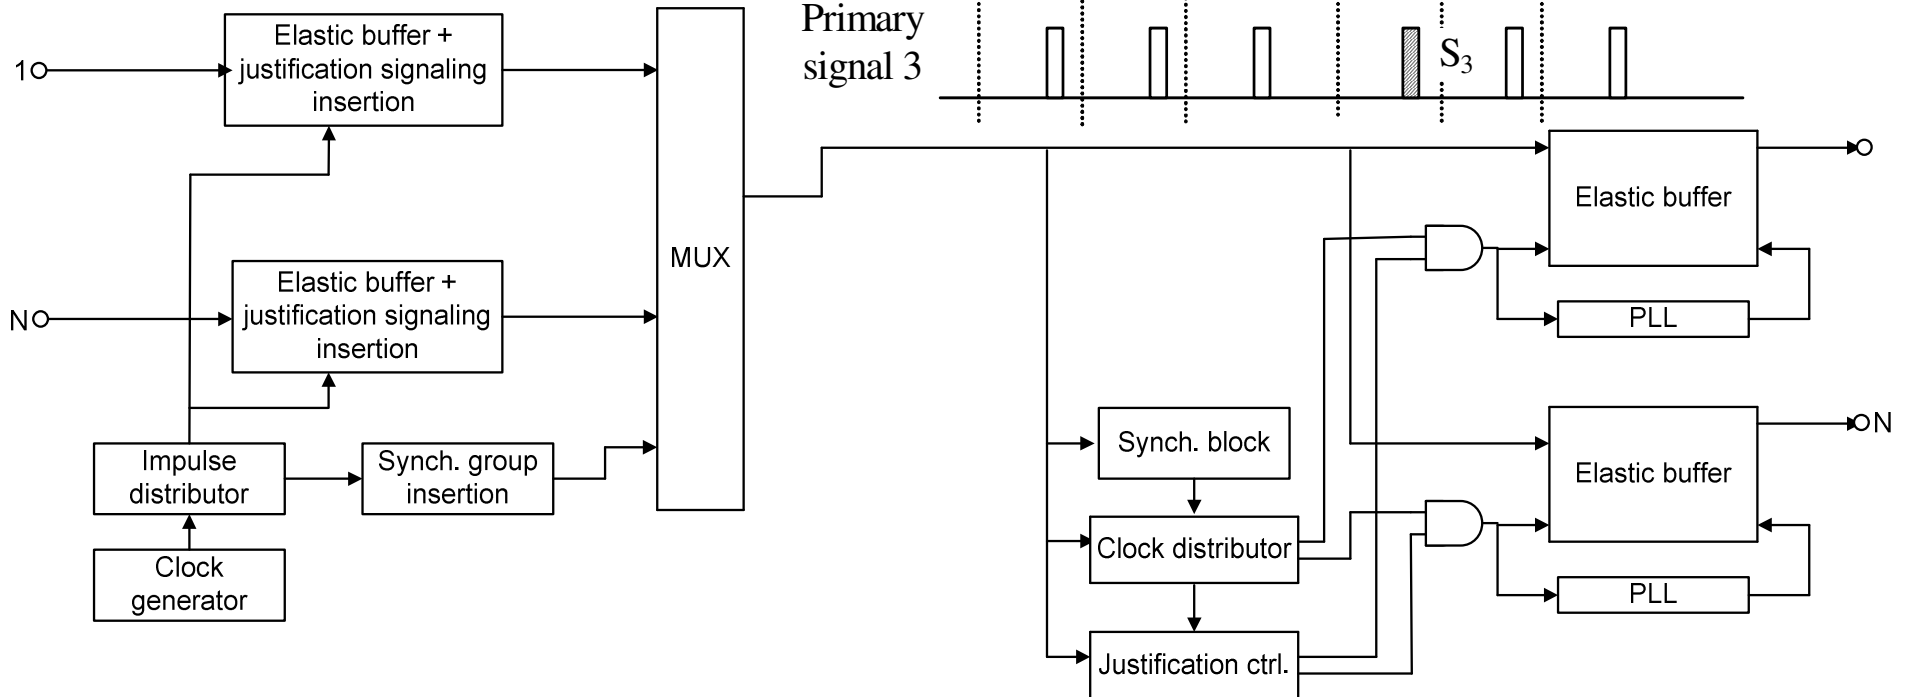 1
Elastic buffer +
justification signaling
insertion
N
Elastic buffer +
justification signaling
insertion
Impulse
distributor
Synch. group
insertion
Clock
generator
MUX
Primary
signal 3
S3
Elastic buffer
PLL
Synch. block
Clock distributor
Justification ctrl.
Elastic buffer
N
PLL